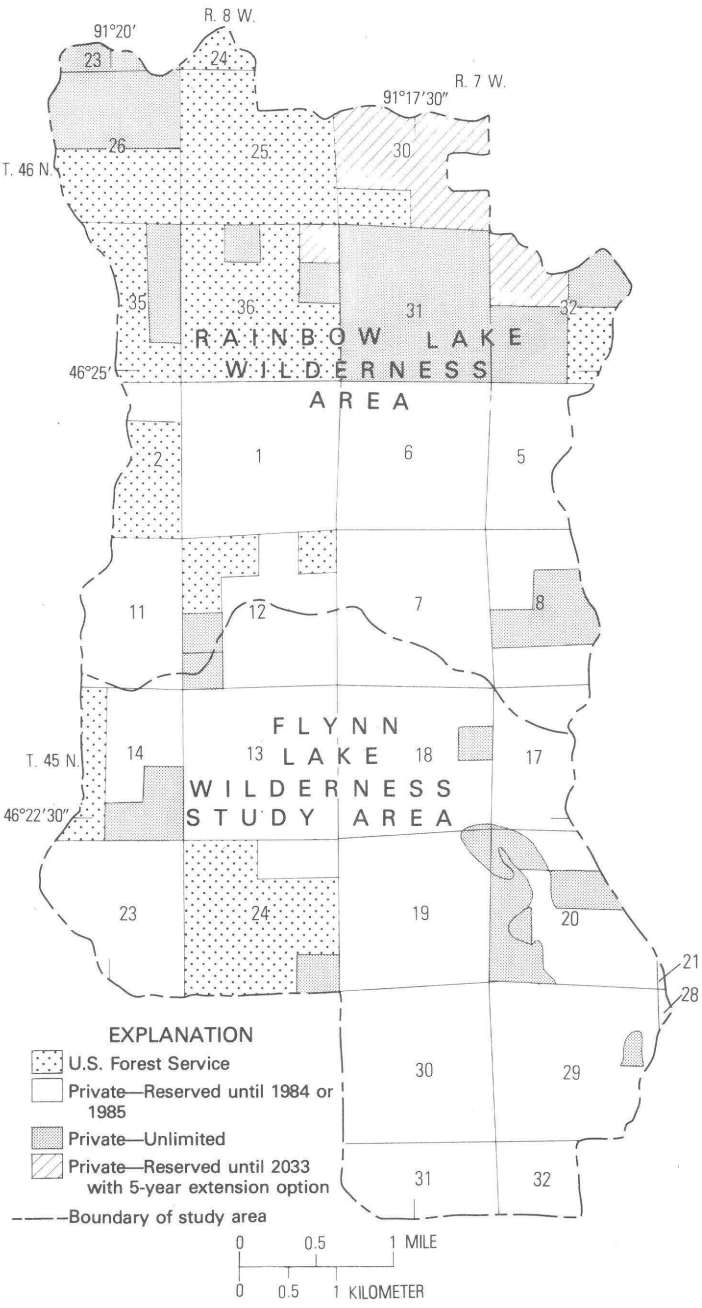 R. 8 W.
91°20'
23
24
R. 7 W.
91°17'30"
T. 46 N.
26
25
30
35
36
31
32
RAINBOW LAKE
WILDERNESS
AREA
46°25'
2
1
6
5
11
12
7
8
FLYNN
LAKE
WILDERNESS
STUDY AREA
T. 45 N.
14
13
18
17
46°22'30"
23
24
19
20
21
28
30
29
31
32
EXPLANATION
U.S. Forest Service
Private—Reserved until 1984 or
1985
Private—Unlimited
Private—Reserved until 2033
with 5-year extension option
Boundary of study area
0 0.5 1 MILE
0 0.5 1 KILOMETER